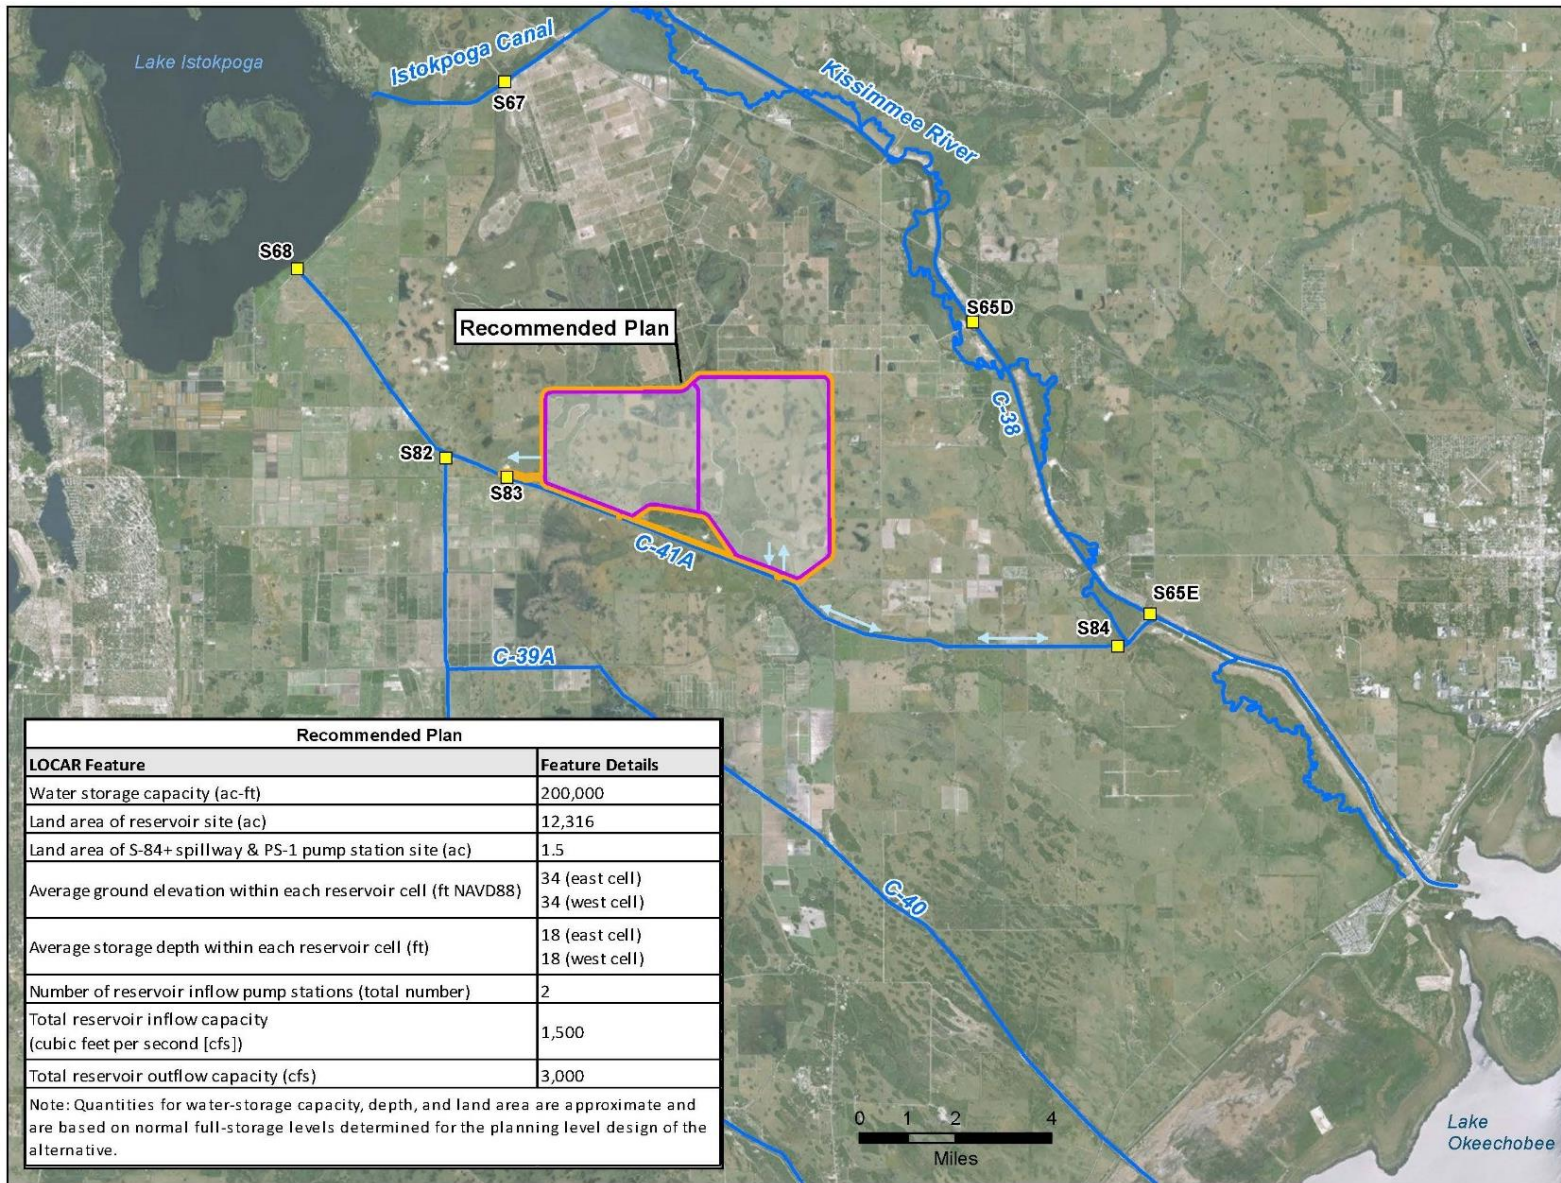 Lake Istokpoga
Istokpoga Canal
S67
Kissimmee River
S68
S65D
Recommended Plan
C-38
S82
S83
C-41A
S65E
S84
C-39A
Recommended Plan
LOCAR Feature Feature Details
Water storage capacity (ac-ft) 200,000
Land area of reservoir site (ac) 12,316
Land area of S-84+ spillway & PS-1 pump station site (ac) 1.5
Average ground elevation within each reservoir cell (ft NAVD88) 34 (east cell)
34 (west cell)
Average storage depth within each reservoir cell (ft) 18 (east cell)
18 (west cell)
Number of reservoir inflow pump stations (total number) 2
Total reservoir inflow capacity
(cubic feet per second [cfs]) 1,500
Total reservoir outflow capacity (cfs) 3,000
Note: Quantities for water-storage capacity, depth, and land area are approximate and
are based on normal full-storage levels determined for the planning level design of the
alternative.
C-40
0 1 2 4
Miles
Lake
Okeechobee